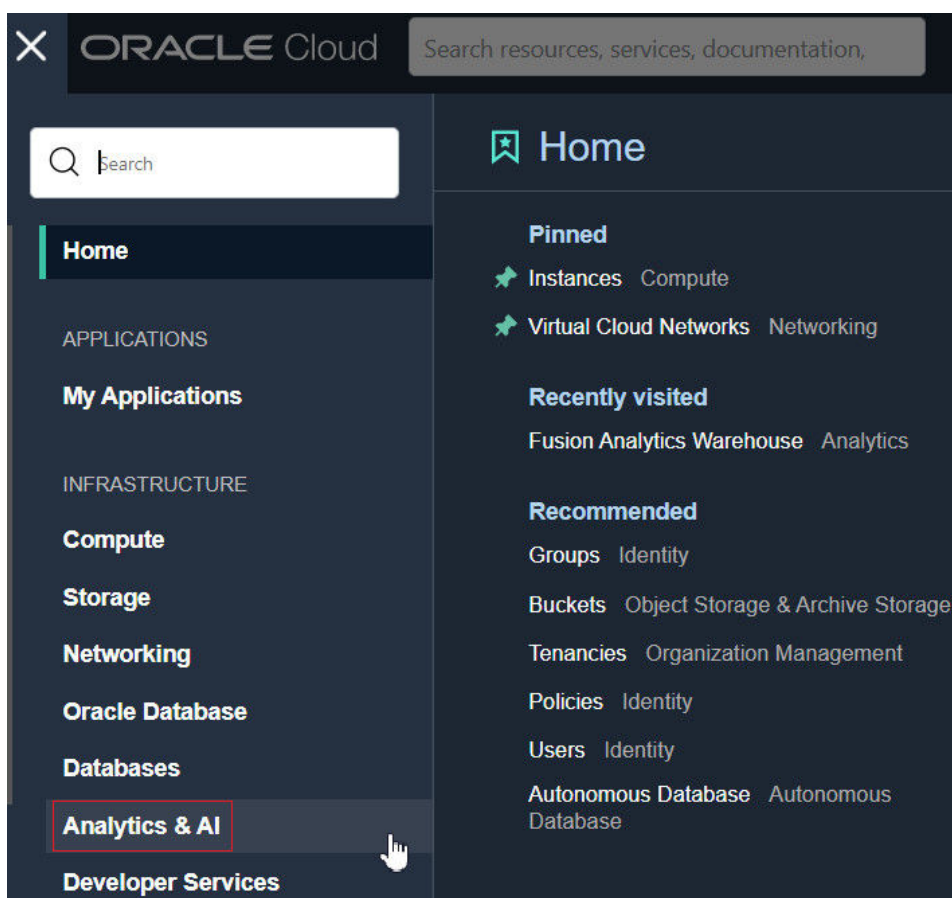 ORACLE Cloud
Search resources, services, documentation,
Search
Home
APPLICATIONS
My Applications
INFRASTRUCTURE
Compute
Storage
Networking
Oracle Database
Databases
Analytics & AI
Developer Services
Home
Pinned
Instances Compute
Virtual Cloud Networks Networking
Recently visited
Fusion Analytics Warehouse Analytics
Recommended
Groups Identity
Buckets Object Storage & Archive Storage
Tenancies Organization Management
Policies Identity
Users Identity
Autonomous Database Autonomous
Database